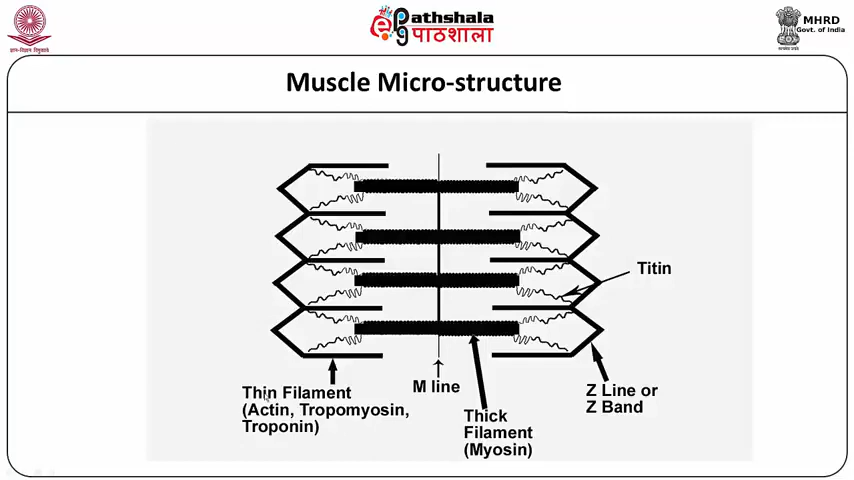 ePathshala
पाठशाला
MHRD
Govt. of India
Muscle Micro-structure
Titin
Thin Filament
(Actin, Tropomyosin,
Troponin)
M line
Thick
Filament
(Myosin)
Z Line or
Z Band